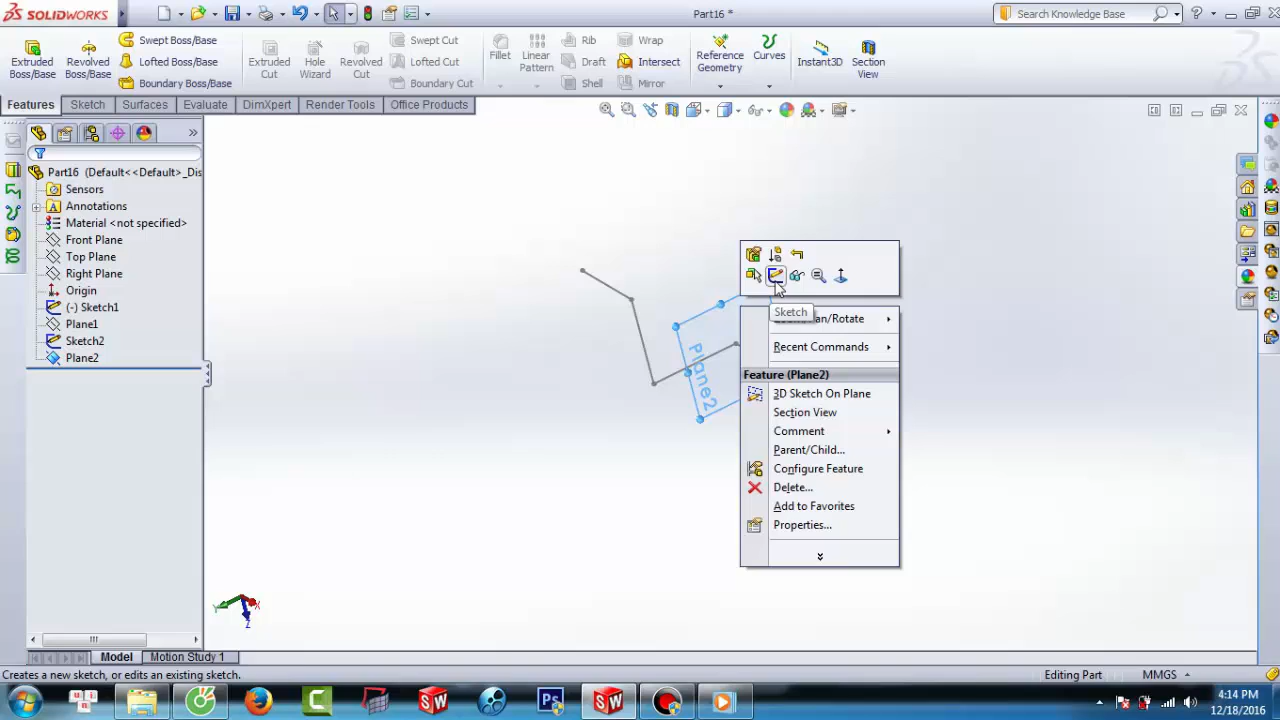 SOLIDWORKS
Part16 *
Search Knowledge Base
Extruded Boss/Base
Revolved Boss/Base
Swept Boss/Base
Lofted Boss/Base
Boundary Boss/Base
Extruded Cut
Hole Wizard
Revolved Cut
Swept Cut
Lofted Cut
Boundary Cut
Fillet
Linear Pattern
Rib
Draft
Shell
Wrap
Intersect
Mirror
Reference Geometry
Curves
Instant3D
Section View
Features
Sketch
Surfaces
Evaluate
DimXpert
Render Tools
Office Products
Part16 (Default<<Default>_Dis
Sensors
Annotations
Material <not specified>
Front Plane
Top Plane
Right Plane
Origin
(-) Sketch1
Plane1
Sketch2
Plane2
Plane2
Sketch
an/Rotate
Recent Commands
Feature (Plane2)
3D Sketch On Plane
Section View
Comment
Parent/Child...
Configure Feature
Delete...
Add to Favorites
Properties...
Y
X
Z
Model
Motion Study 1
Creates a new sketch, or edits an existing sketch.
Editing Part
MMGS
4:14 PM
12/18/2016